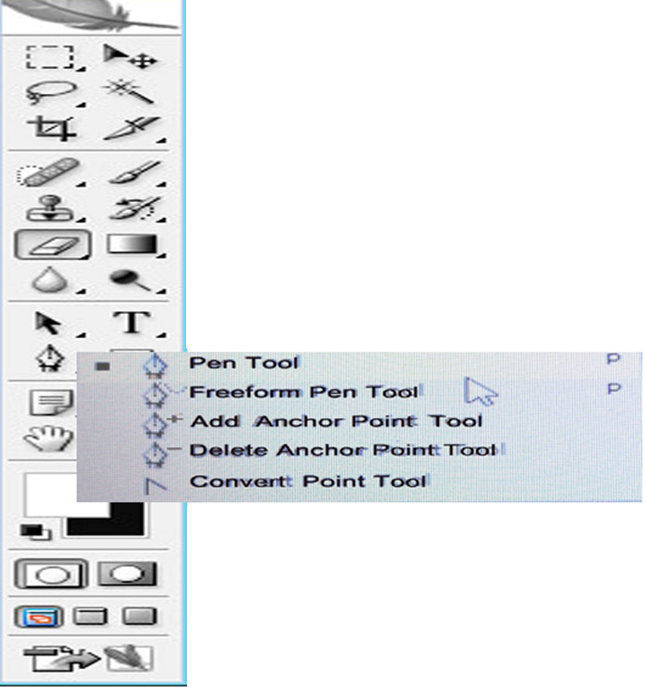 T
Pen Tool P
Freeform Pen Tool P
Add Anchor Point Tool
Delete Anchor Point Tool
Convert Point Tool